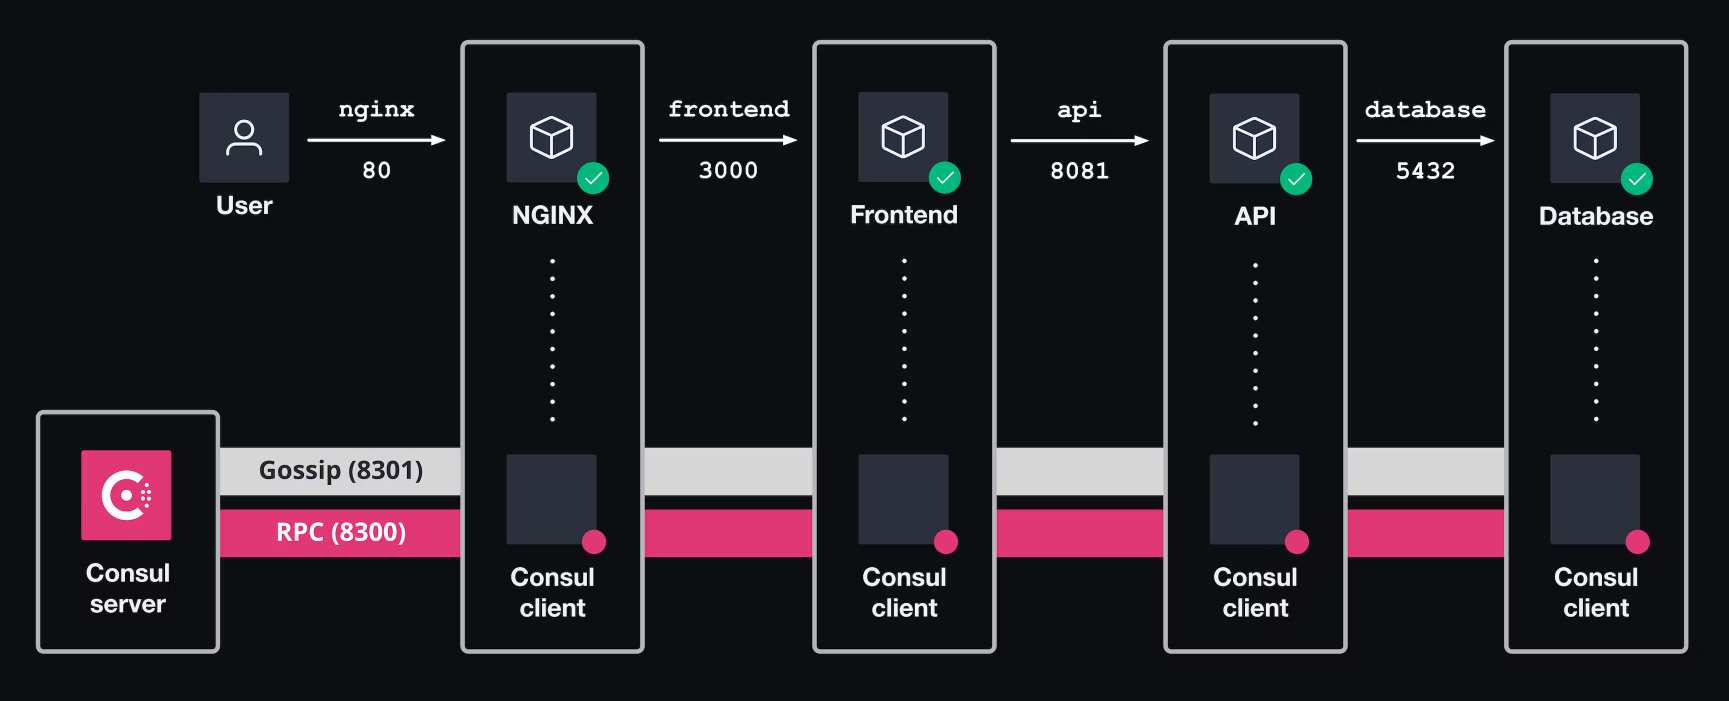 nginx
80
frontend
3000
api
8081
database
5432
User
NGINX
Frontend
API
Database
Gossip (8301)
RPC (8300)
Consul
server
Consul
client
Consul
client
Consul
client
Consul
client